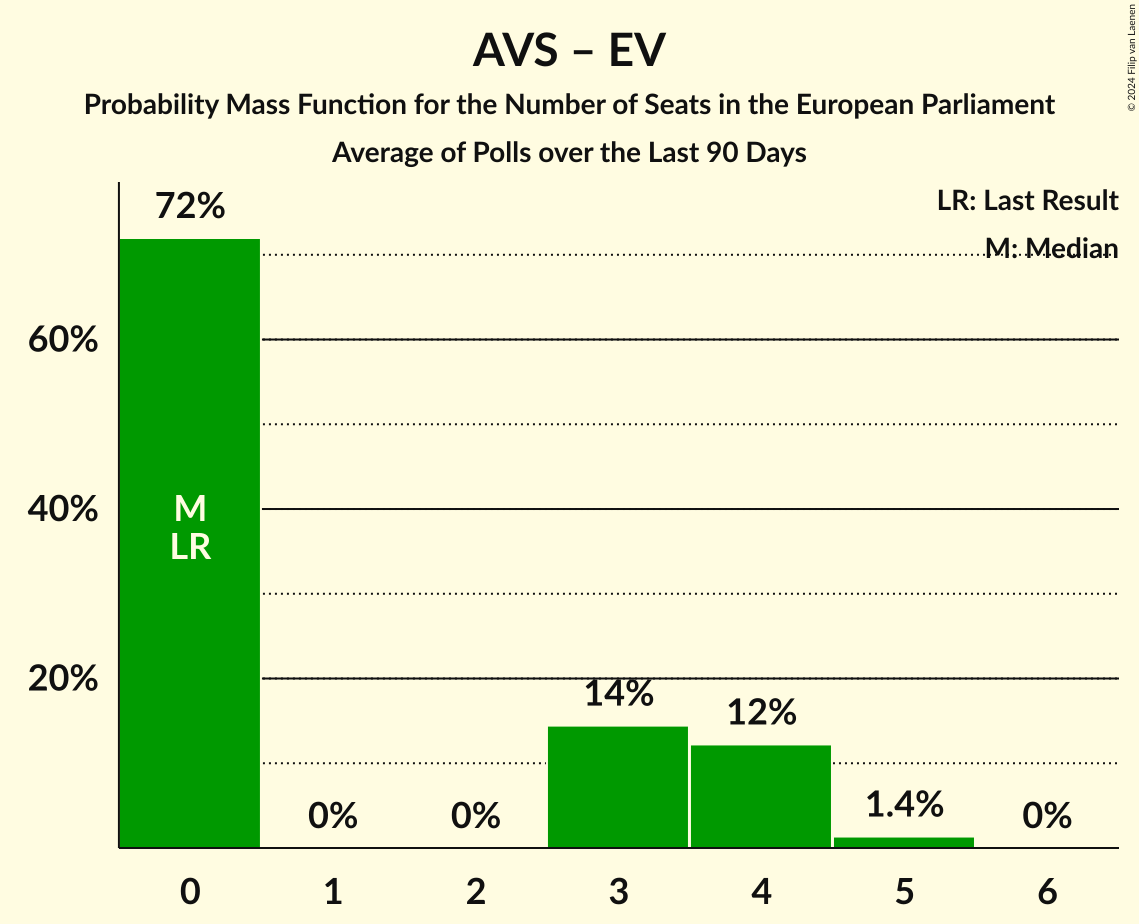 AVS – EV
Probability Mass Function for the Number of Seats in the European Parliament
Average of Polls over the Last 90 Days
© 2024 Filip van Laenen
LR: Last Result
M: Median
72%
60%
40%
20%
M
LR
0%
0%
14%
12%
1.4%
0%
0 1 2 3 4 5 6